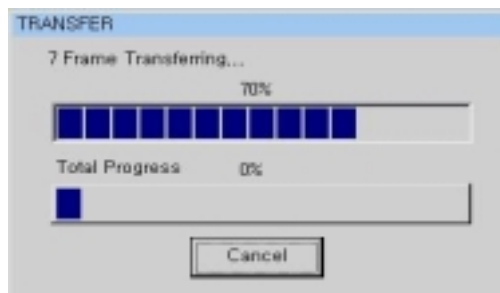 TRANSFER
7 Frame Transferring...
70%
Total Progress 0%
Cancel